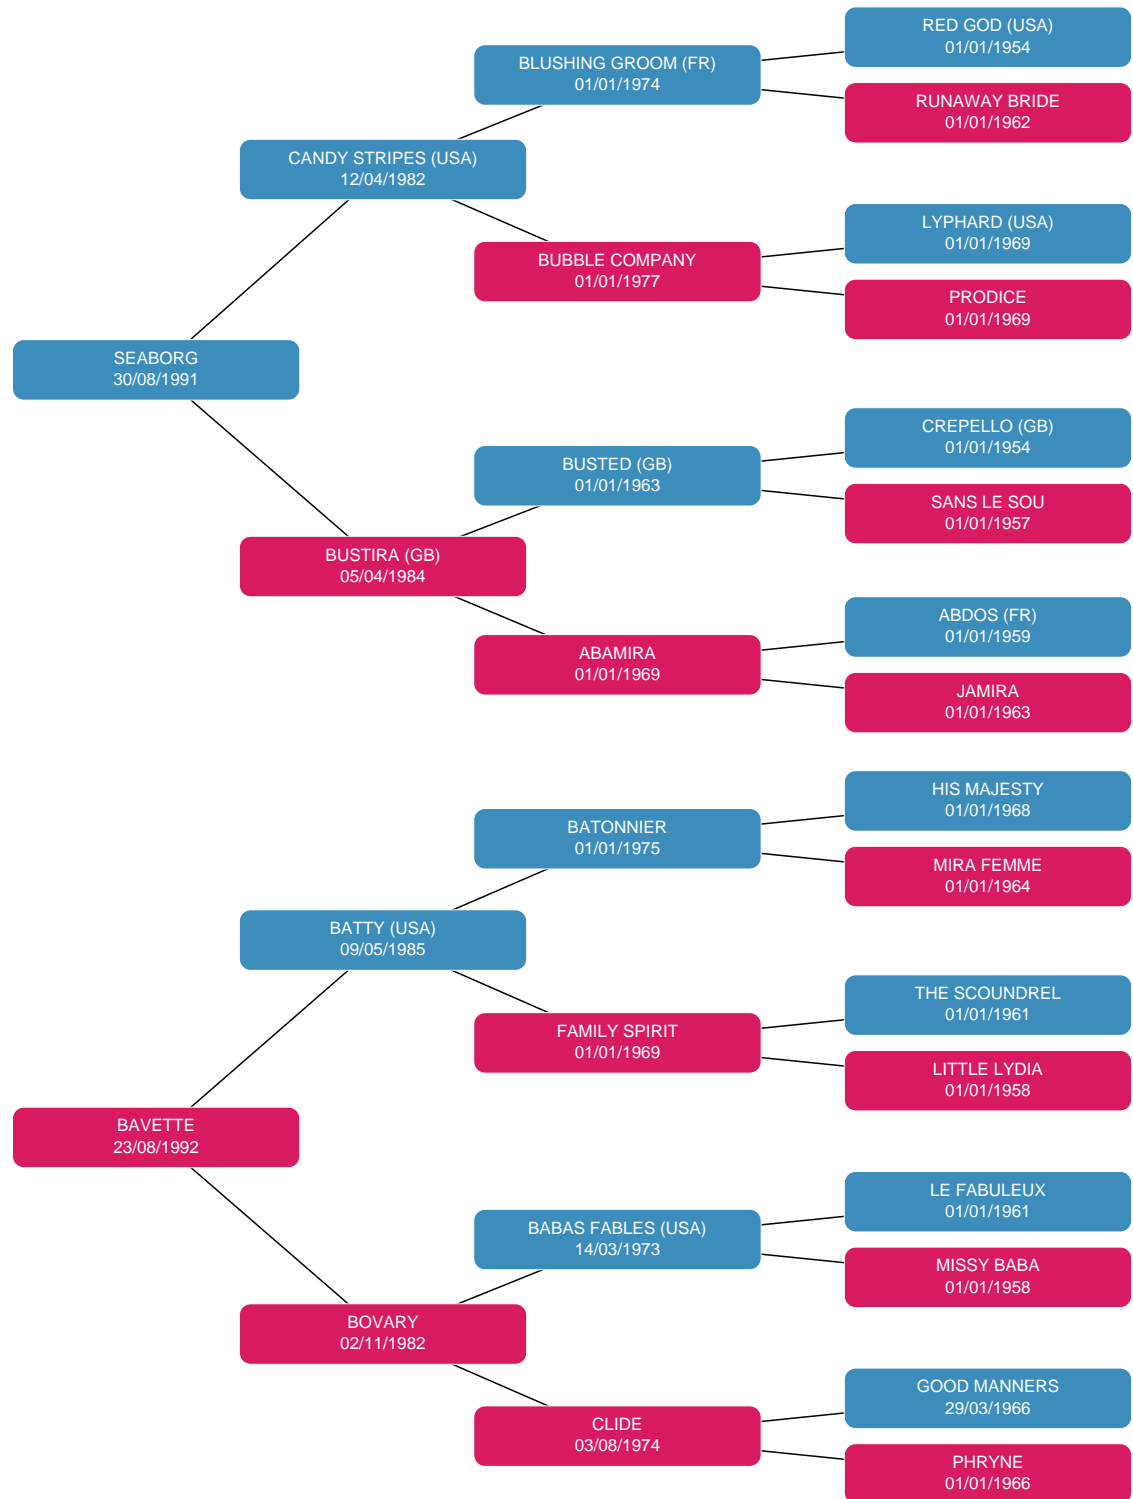 RED GOD (USA)
01/01/1954
BLUSHING GROOM (FR)
01/01/1974
RUNAWAY BRIDE
01/01/1962
CANDY STRIPES (USA)
12/04/1982
LYPHARD (USA)
01/01/1969
BUBBLE COMPANY
01/01/1977
PRODICE
01/01/1969
SEABORG
30/08/1991
CREPELLO (GB)
01/01/1954
BUSTED (GB)
01/01/1963
SANS LE SOU
01/01/1957
BUSTIRA (GB)
05/04/1984
ABDOS (FR)
01/01/1959
ABAMIRA
01/01/1969
JAMIRA
01/01/1963
HIS MAJESTY
01/01/1968
BATONNIER
01/01/1975
MIRA FEMME
01/01/1964
BATTY (USA)
09/05/1985
THE SCOUNDREL
01/01/1961
FAMILY SPIRIT
01/01/1969
LITTLE LYDIA
01/01/1958
BAVETTE
23/08/1992
LE FABULEUX
01/01/1961
BABAS FABLES (USA)
14/03/1973
MISSY BABA
01/01/1958
BOVARY
02/11/1982
GOOD MANNERS
29/03/1966
CLIDE
03/08/1974
PHRYNE
01/01/1966